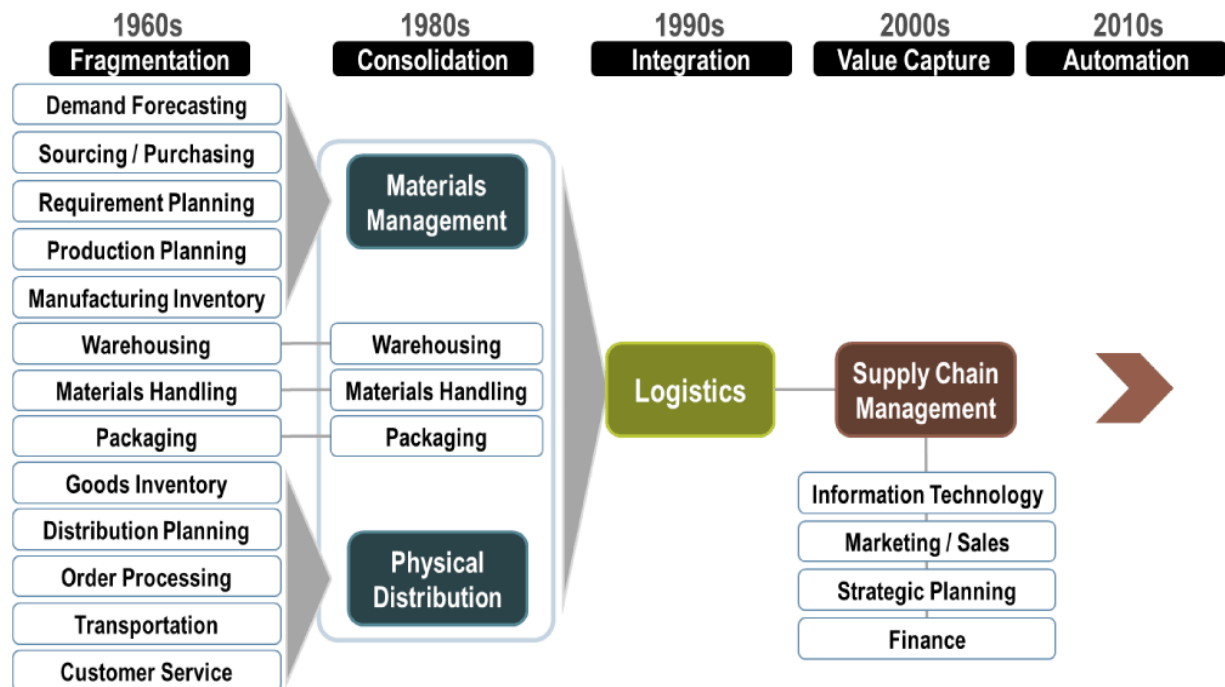 1960s
Fragmentation
Demand Forecasting
Sourcing / Purchasing
Requirement Planning
Production Planning
Manufacturing Inventory
Warehousing
Materials Handling
Packaging
Goods Inventory
Distribution Planning
Order Processing
Transportation
Customer Service
1980s
Consolidation
Materials
Management
Warehousing
Materials Handling
Packaging
Physical
Distribution
1990s
Integration
Logistics
2000s
Value Capture
Supply Chain
Management
Information Technology
Marketing / Sales
Strategic Planning
Finance
2010s
Automation